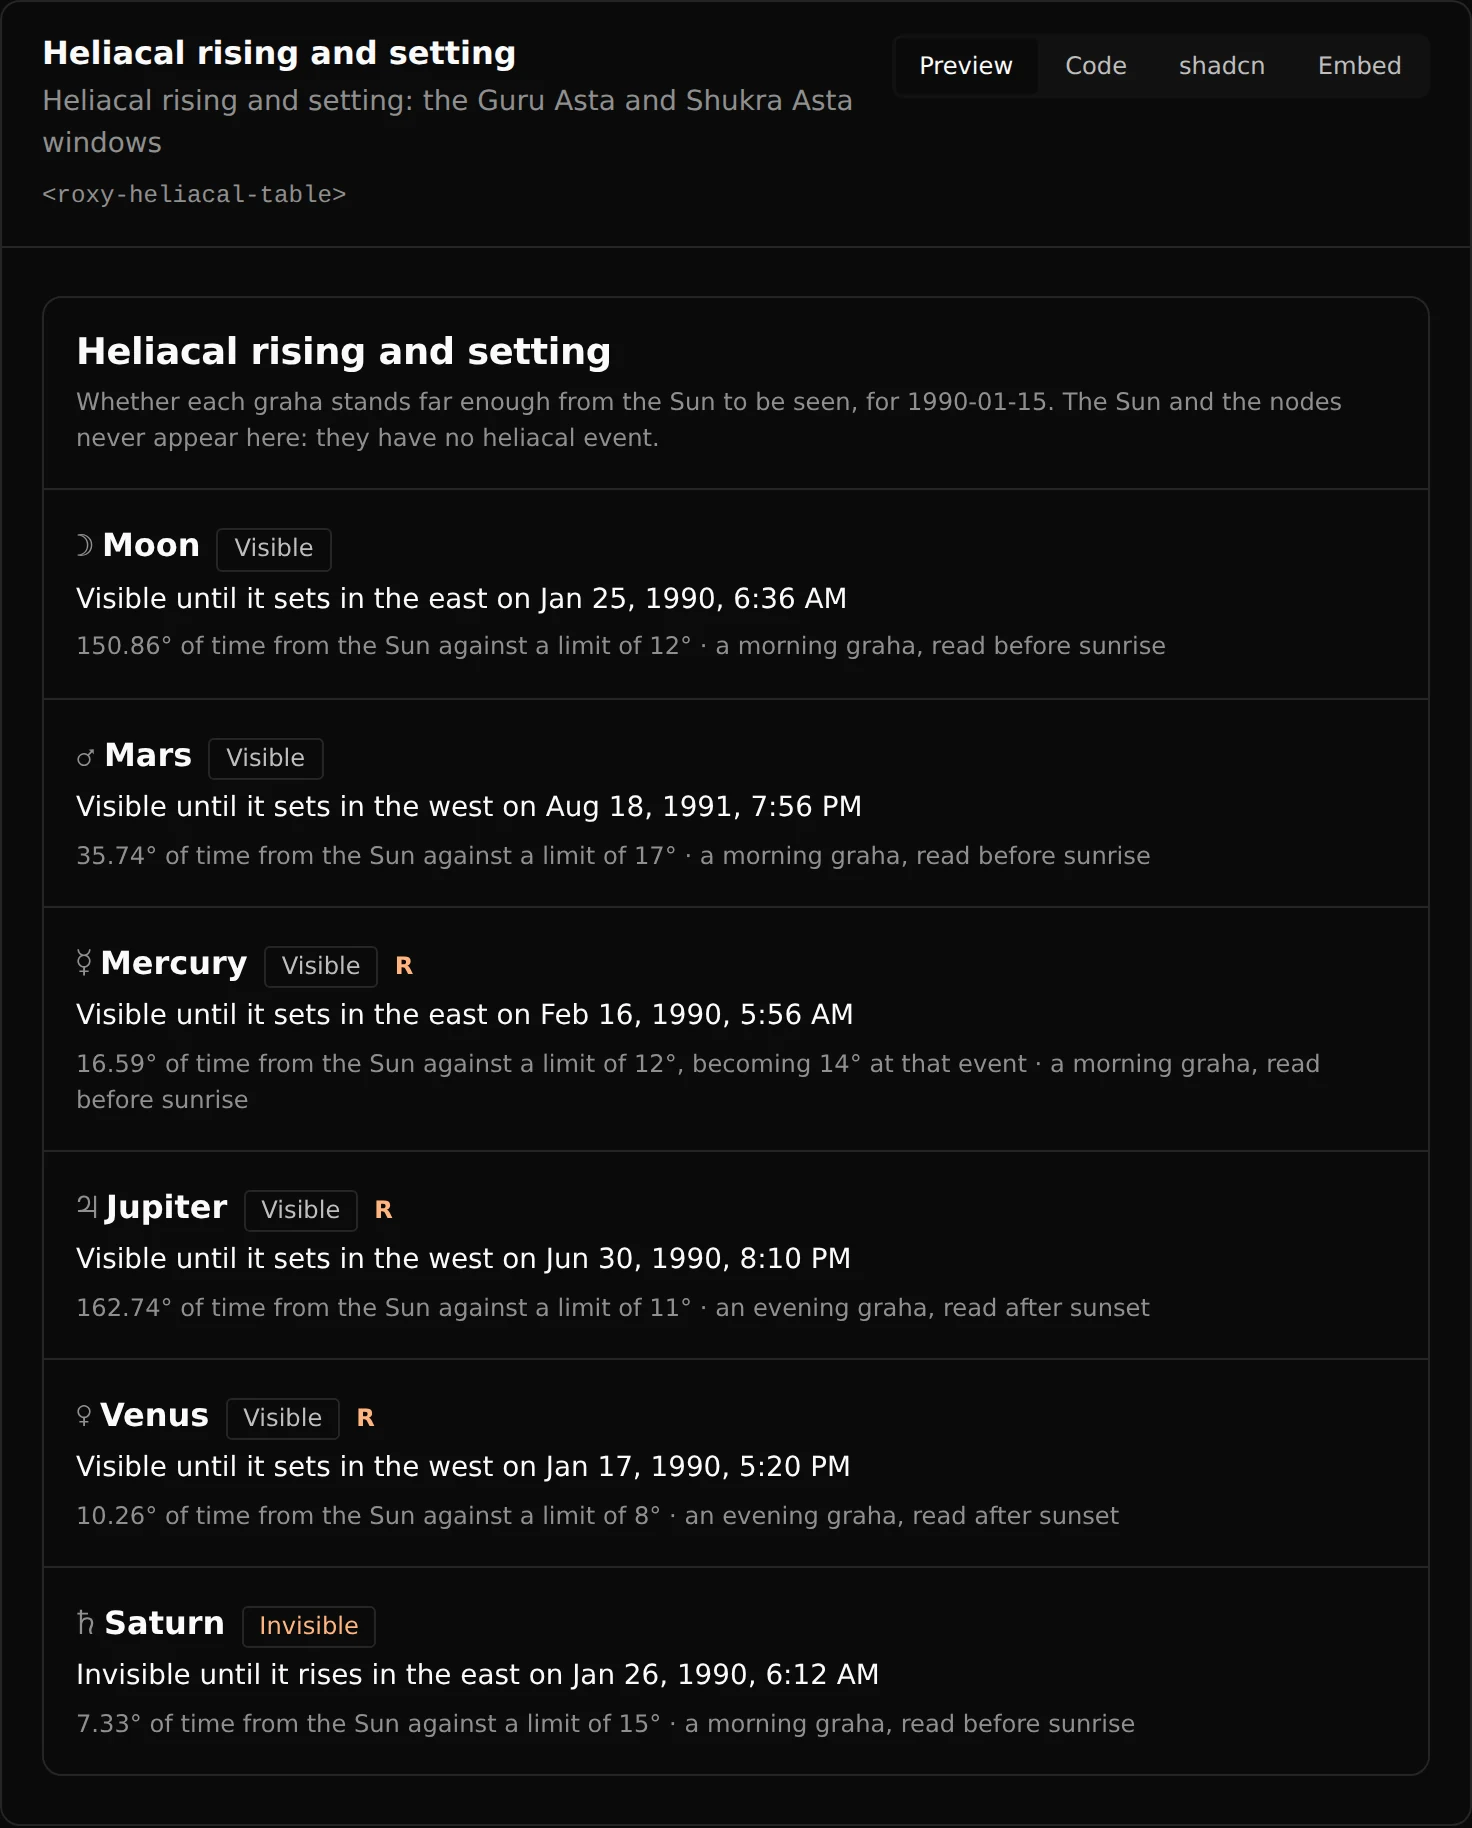 Heliacal rising and setting
Preview
Code
shadcn
Embed
Heliacal rising and setting: the Guru Asta and Shukra Asta
windows
<roxy-heliacal-table>
Heliacal rising and setting
Whether each graha stands far enough from the Sun to be seen, for 1990-01-15. The Sun and the nodes
never appear here: they have no heliacal event.
☽ Moon Visible
Visible until it sets in the east on Jan 25, 1990, 6:36 AM
150.86° of time from the Sun against a limit of 12° · a morning graha, read before sunrise
♂ Mars Visible
Visible until it sets in the west on Aug 18, 1991, 7:56 PM
35.74° of time from the Sun against a limit of 17° · a morning graha, read before sunrise
☿ Mercury Visible R
Visible until it sets in the east on Feb 16, 1990, 5:56 AM
16.59° of time from the Sun against a limit of 12°, becoming 14° at that event · a morning graha, read
before sunrise
♃ Jupiter Visible R
Visible until it sets in the west on Jun 30, 1990, 8:10 PM
162.74° of time from the Sun against a limit of 11° · an evening graha, read after sunset
♀ Venus Visible R
Visible until it sets in the west on Jan 17, 1990, 5:20 PM
10.26° of time from the Sun against a limit of 8° · an evening graha, read after sunset
♄ Saturn Invisible
Invisible until it rises in the east on Jan 26, 1990, 6:12 AM
7.33° of time from the Sun against a limit of 15° · a morning graha, read before sunrise